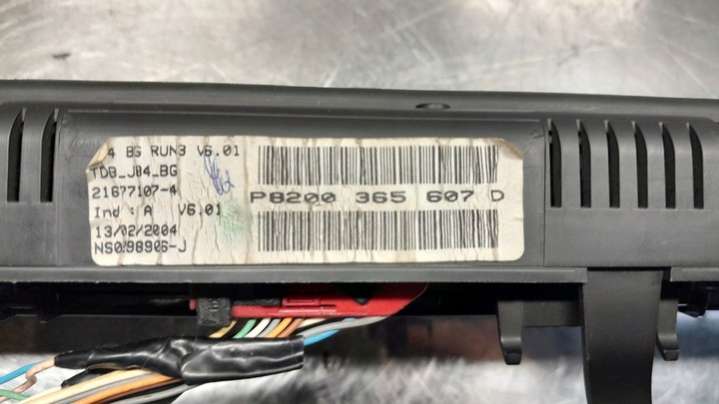 4 BG RUN3 V6.01
TDB_J84_BG
21677107-4
Ind : A V6.01
13/02/2004
NS0:98906-J
P8200 365 607 D